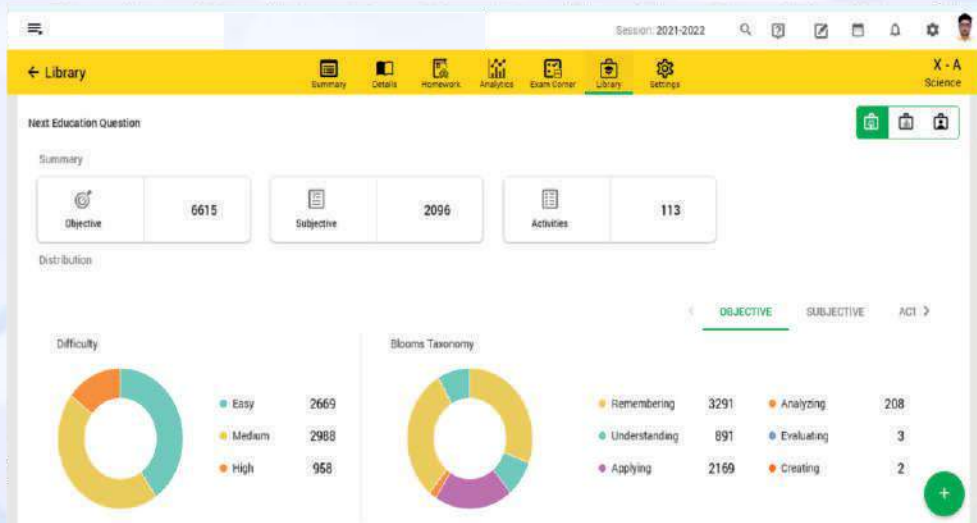 Session: 2021-2022
← Library
Summary
Details
Homework
Analytics
Exam Corner
Library
Settings
X - A
Science
Next Education Question
Summary
Objective
6615
Subjective
2096
Activities
113
Distribution
OBJECTIVE
SUBJECTIVE
ACT
Difficulty
Easy 2669
Medium 2988
High 958
Blooms Taxonomy
Remembering 3291
Understanding 891
Applying 2169
Analyzing 208
Evaluating 3
Creating 2